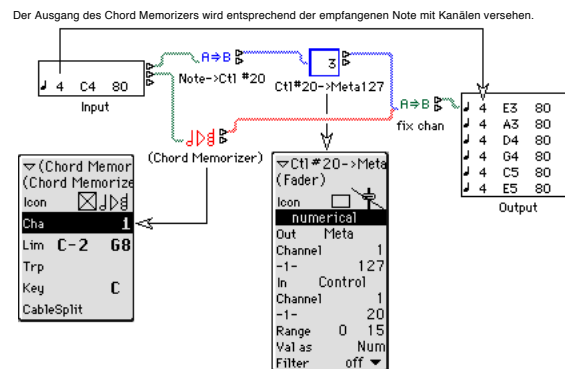 Der Ausgang des Chord Memorizers wird entsprechend der empfangenen Note mit Kanälen versehen.
4 C4 80
Input
A⇒B
Note->Ctl #20
3
Ctl#20->Meta127
(Chord Memorizer)
A⇒B
fix chan
4 E3 80
4 A3 80
4 D4 80
4 G4 80
4 C5 80
4 E5 80
Output
(Chord Memor
(Chord Memorize
Icon
Cha 1
Lim C-2 G8
Trp
Key C
CableSplit
Ctl#20->Meta
(Fader)
Icon
numerical
Out Meta
Channel 1
-1- 127
In Control
Channel 1
-1- 20
Range 0 15
Val as Num
Filter off